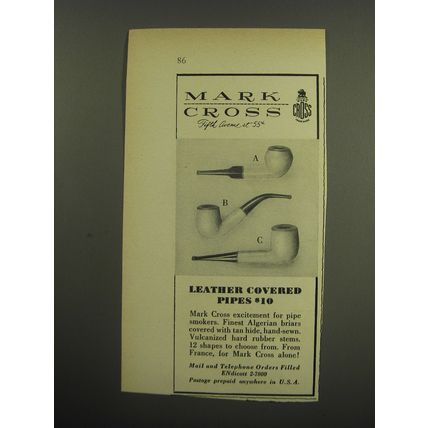 86
MARK
CROSS
Fifth Avenue at 55th
CROSS
A
B
C
LEATHER COVERED
PIPES $10
Mark Cross excitement for pipe
smokers. Finest Algerian briars
covered with tan hide, hand-sewn.
Vulcanized hard rubber stems.
12 shapes to choose from. From
France, for Mark Cross alone!
Mail and Telephone Orders Filled
ENdicott 2-7000
Postage prepaid anywhere in U.S.A.